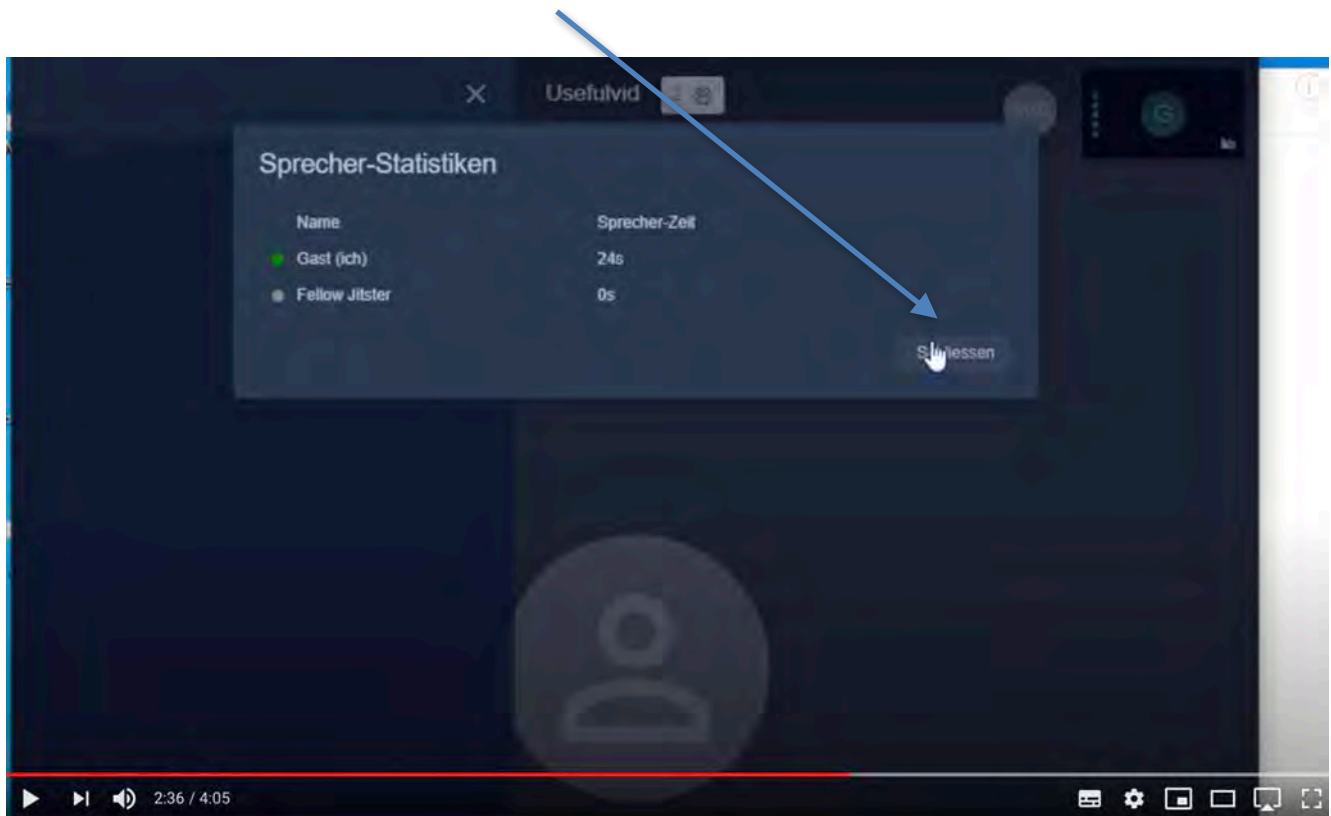 Usefulvid
G
Sprecher-Statistiken
Name Sprecher-Zeit
Gast (ich) 24s
Fellow Jitster 0s
2:36 / 4:05